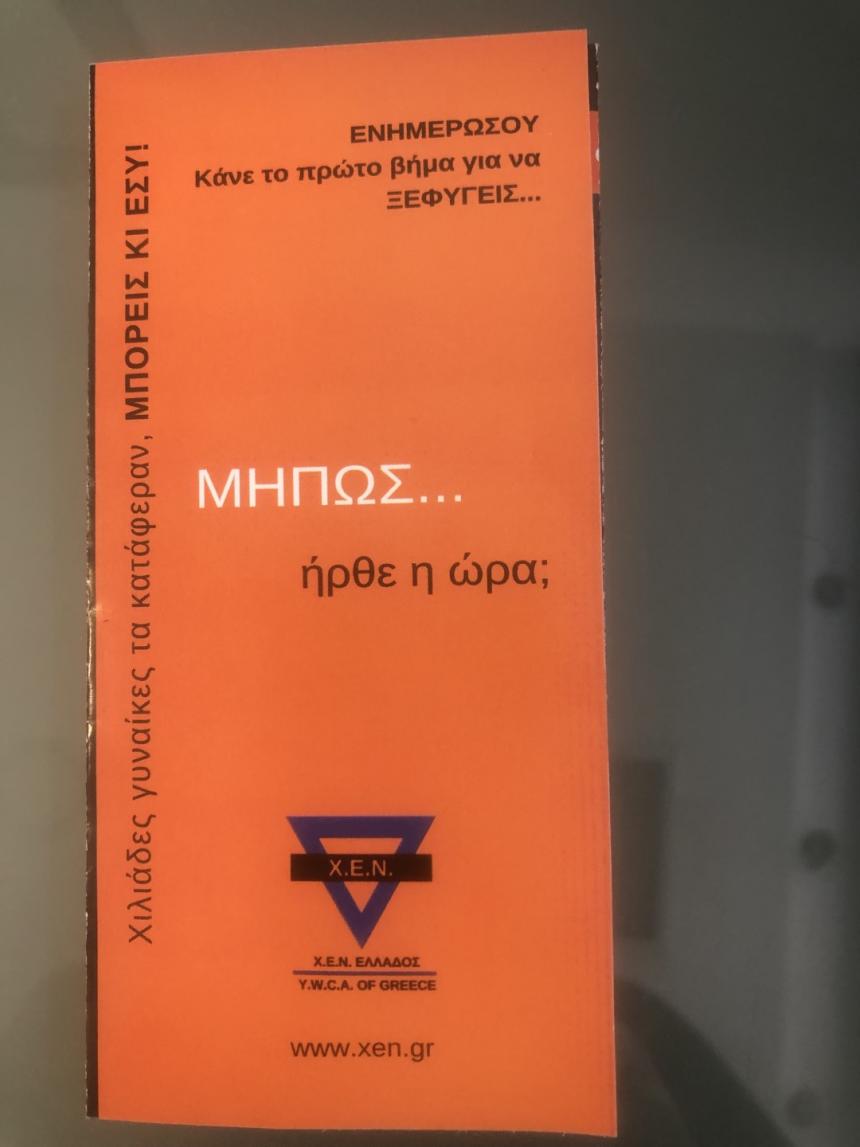 ΕΝΗΜΕΡΩΣΟΥ
Κάνε το πρώτο βήμα για να
ΞΕΦΥΓΕΙΣ...
Χιλιάδες γυναίκες τα κατάφεραν, ΜΠΟΡΕΙΣ ΚΙ ΕΣΥ!
ΜΗΠΩΣ...
ήρθε η ώρα;
Χ.Ε.Ν.
Χ.Ε.Ν. ΕΛΛΑΔΟΣ
Y.W.C.A. OF GREECE
www.xen.gr